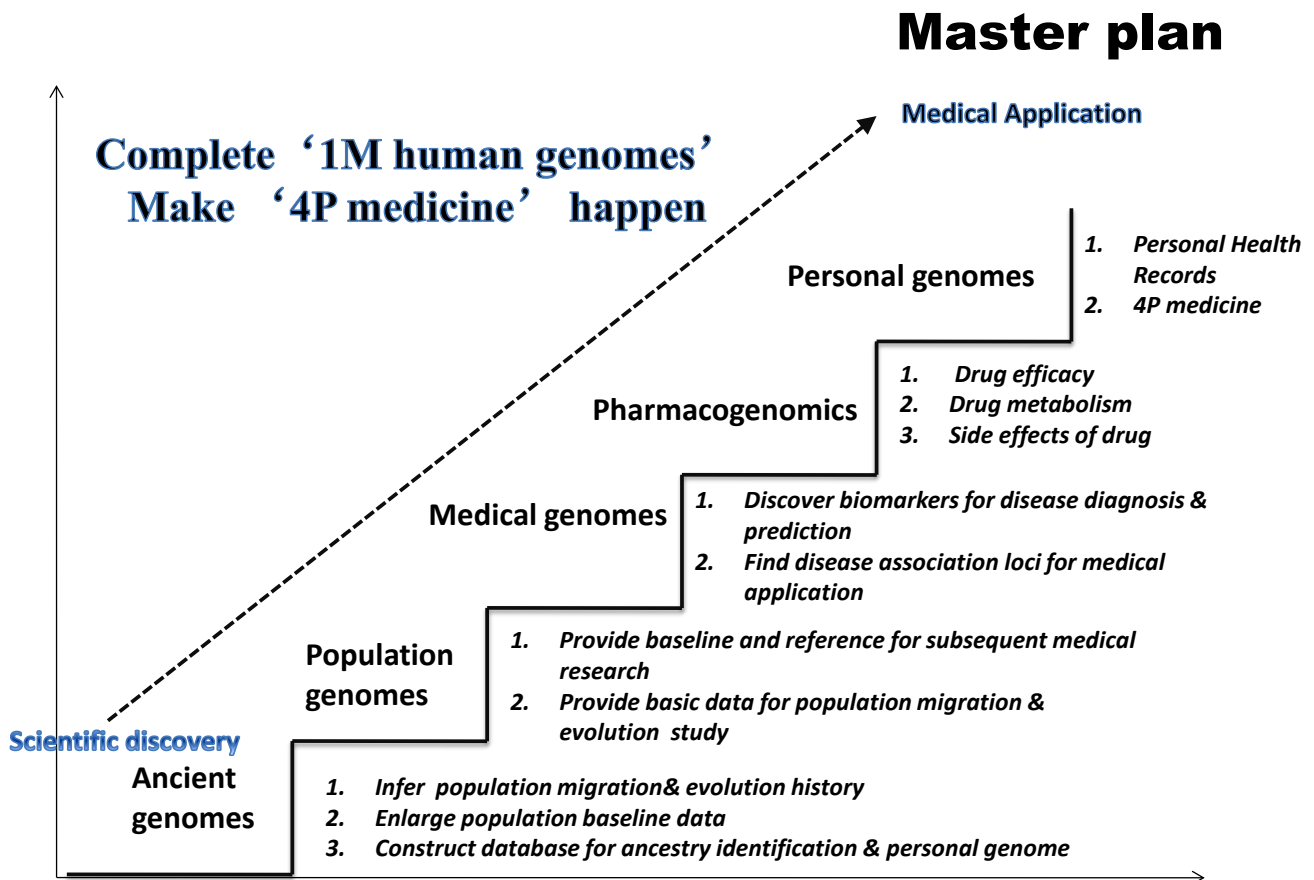 Master plan
Medical Application
Complete ‘1M human genomes’
Make ‘4P medicine’ happen
Personal genomes
1. Personal Health
Records
2. 4P medicine
Pharmacogenomics
1. Drug efficacy
2. Drug metabolism
3. Side effects of drug
Medical genomes
1. Discover biomarkers for disease diagnosis &
prediction
2. Find disease association loci for medical
application
Population
genomes
1. Provide baseline and reference for subsequent medical
research
2. Provide basic data for population migration &
evolution study
Scientific discovery
Ancient
genomes
1. Infer population migration& evolution history
2. Enlarge population baseline data
3. Construct database for ancestry identification & personal genome